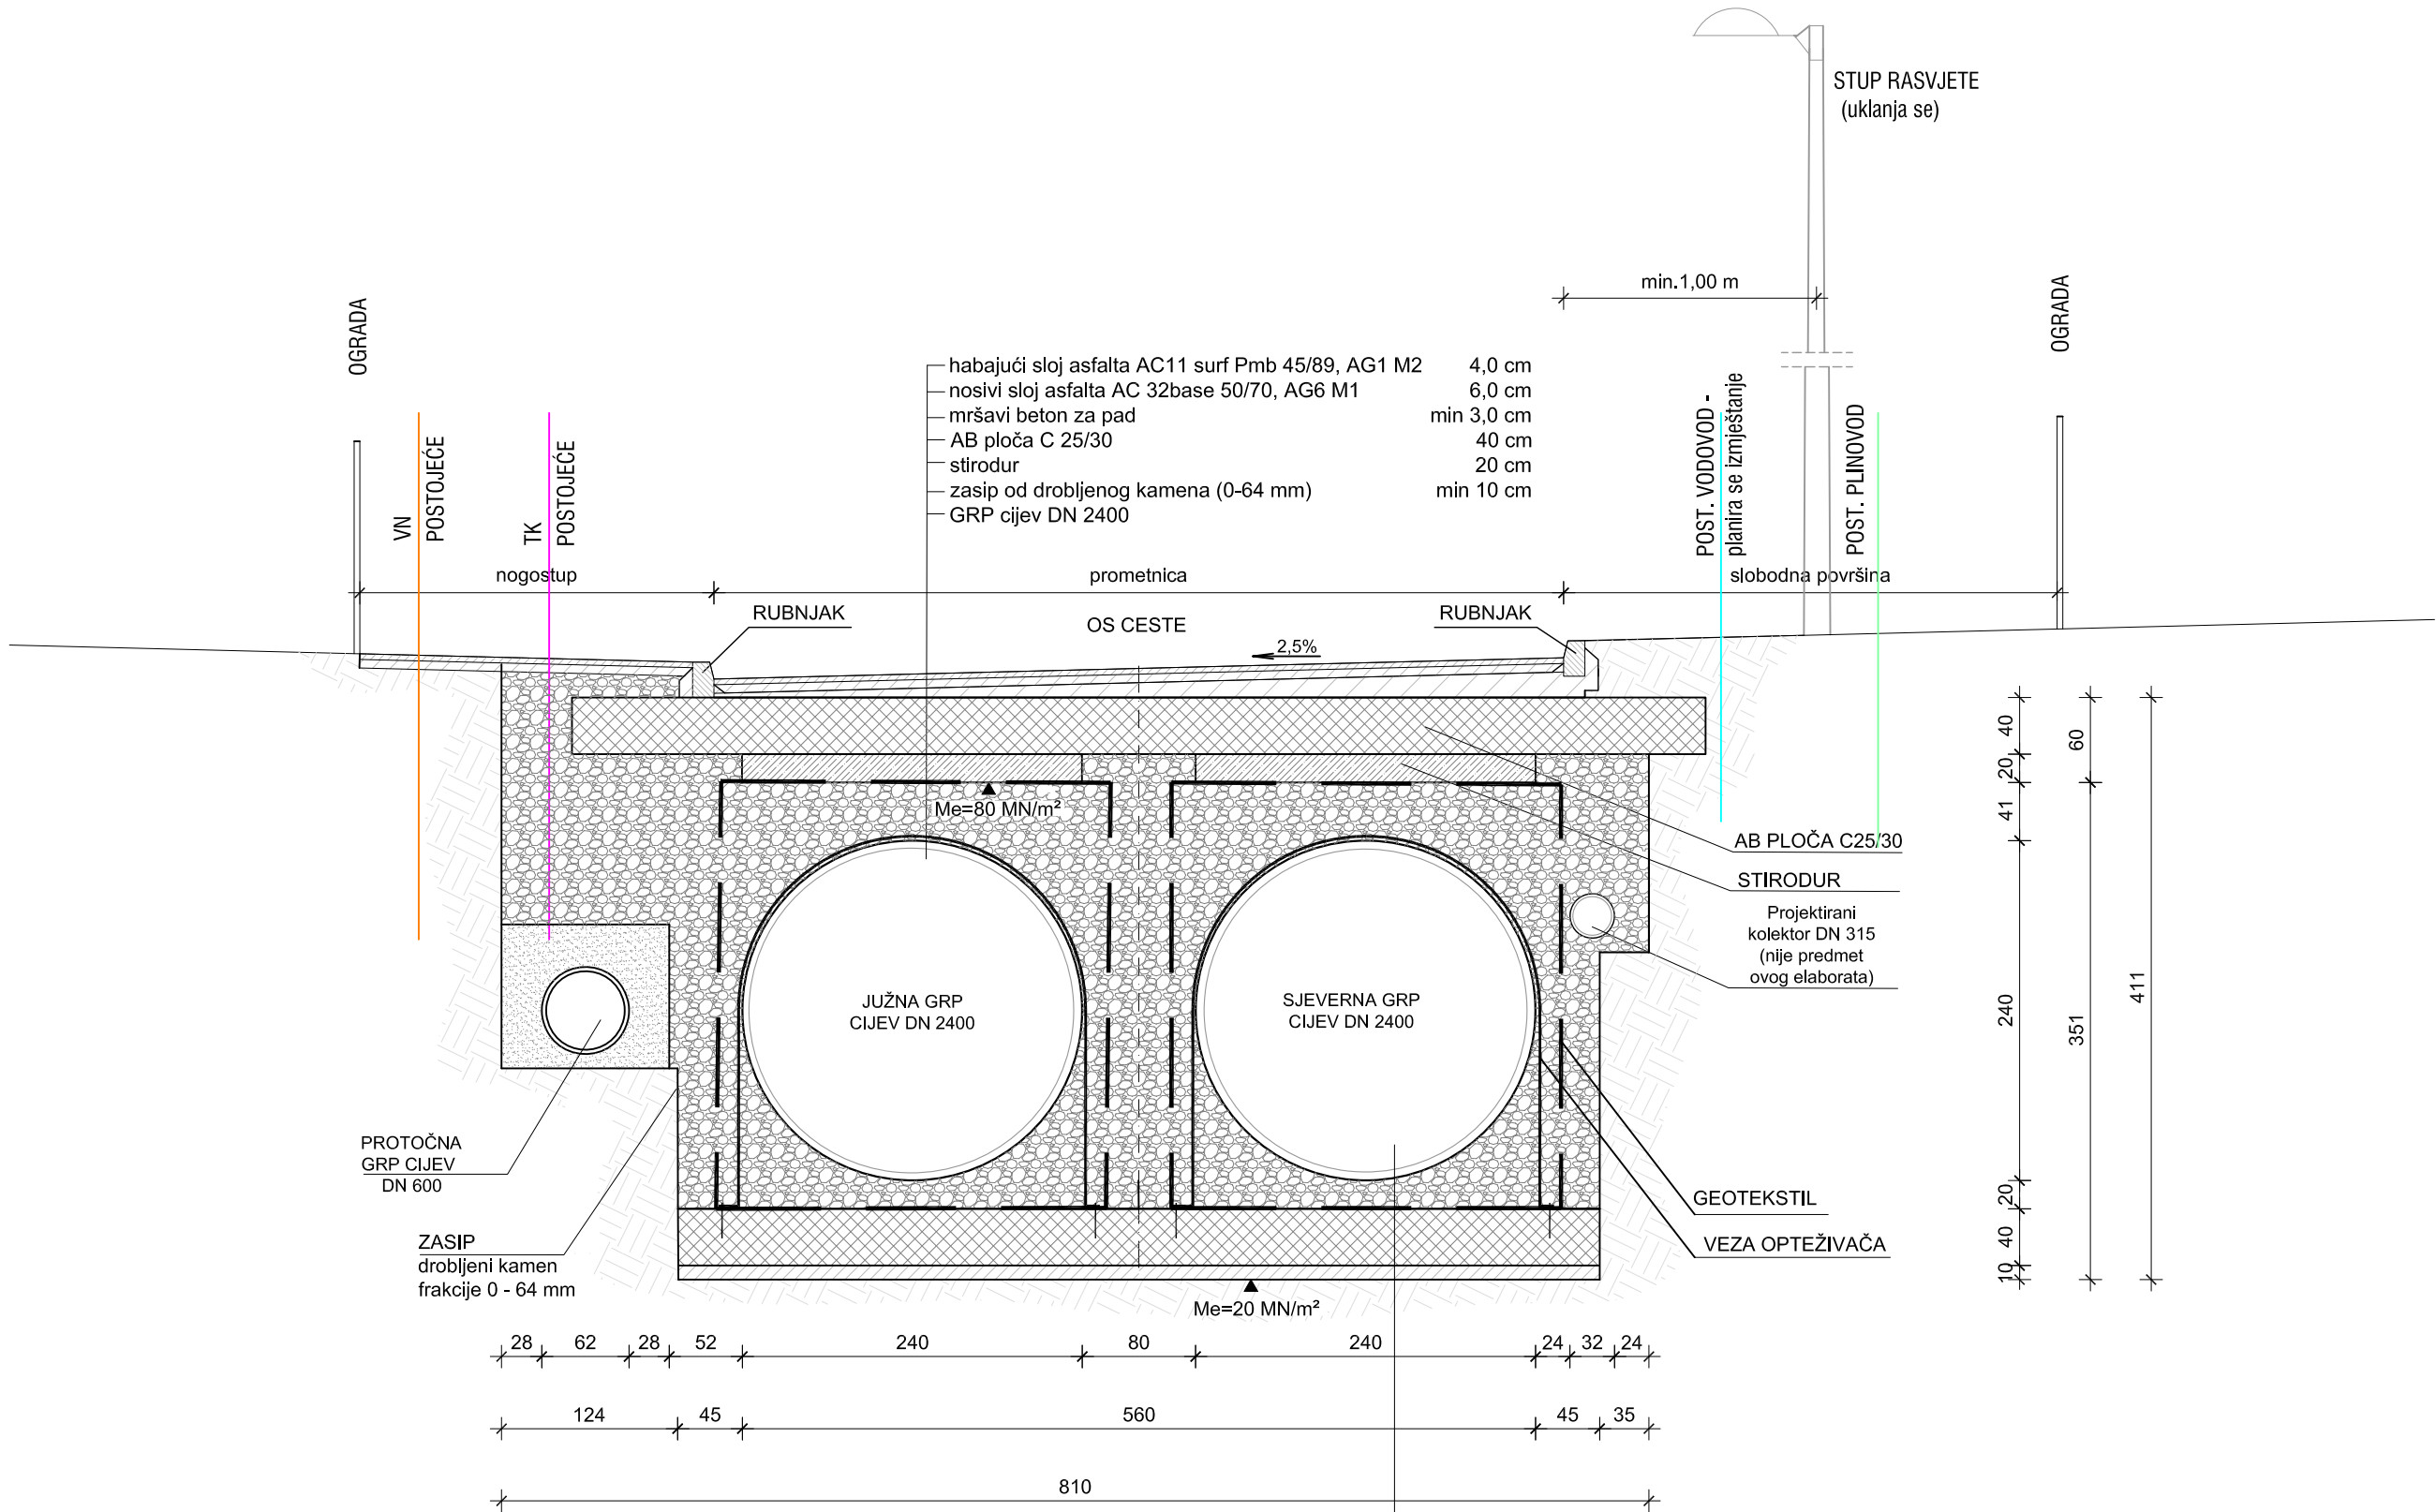 STUP RASVJETE
(uklanja se)
min.1,00 m
OGRADA
OGRADA
habajući sloj asfalta AC11 surf Pmb 45/89, AG1 M2 4,0 cm
nosivi sloj asfalta AC 32base 50/70, AG6 M1 6,0 cm
mršavi beton za pad min 3,0 cm
AB ploča C 25/30 40 cm
stirodur 20 cm
zasip od drobljenog kamena (0-64 mm) min 10 cm
GRP cijev DN 2400
VN
POSTOJEĆE
TK
POSTOJEĆE
POST. VODOVOD -
planira se izmještanje
POST. PLINOVOD
nogostup
prometnica
slobodna površina
RUBNJAK
OS CESTE
RUBNJAK
2,5%
Me=80 MN/m²
AB PLOČA C25/30
STIRODUR
Projektirani
kolektor DN 315
(nije predmet
ovog elaborata)
JUŽNA GRP
CIJEV DN 2400
SJEVERNA GRP
CIJEV DN 2400
PROTOČNA
GRP CIJEV
DN 600
GEOTEKSTIL
VEZA OPTEŽIVAČA
ZASIP
drobljeni kamen
frakcije 0 - 64 mm
Me=20 MN/m²
40
20
41
240
20
40
10
60
351
411
28 62 28 52 240 80 240 24 32 24
124 45 560 45 35
810